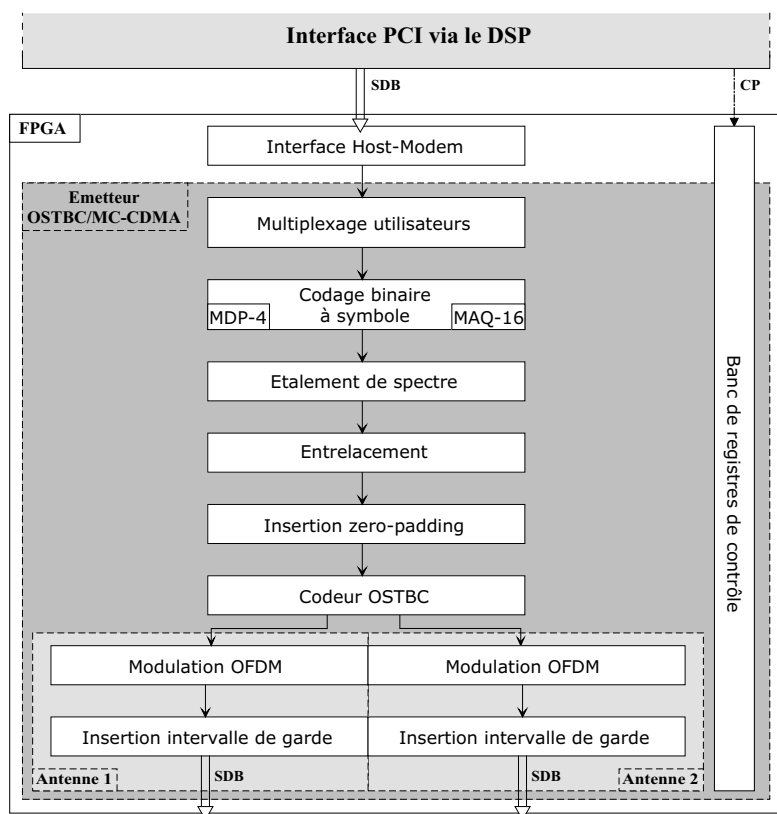 Interface PCI via le DSP
SDB
CP
FPGA
Interface Host-Modem
Emetteur
OSTBC/MC-CDMA
Multiplexage utilisateurs
Codage binaire
à symbole
MDP-4
MAQ-16
Etalement de spectre
Entrelacement
Insertion zero-padding
Codeur OSTBC
Banc de registres de contrôle
Modulation OFDM
Modulation OFDM
Insertion intervalle de garde
Insertion intervalle de garde
Antenne 1
SDB
SDB
Antenne 2